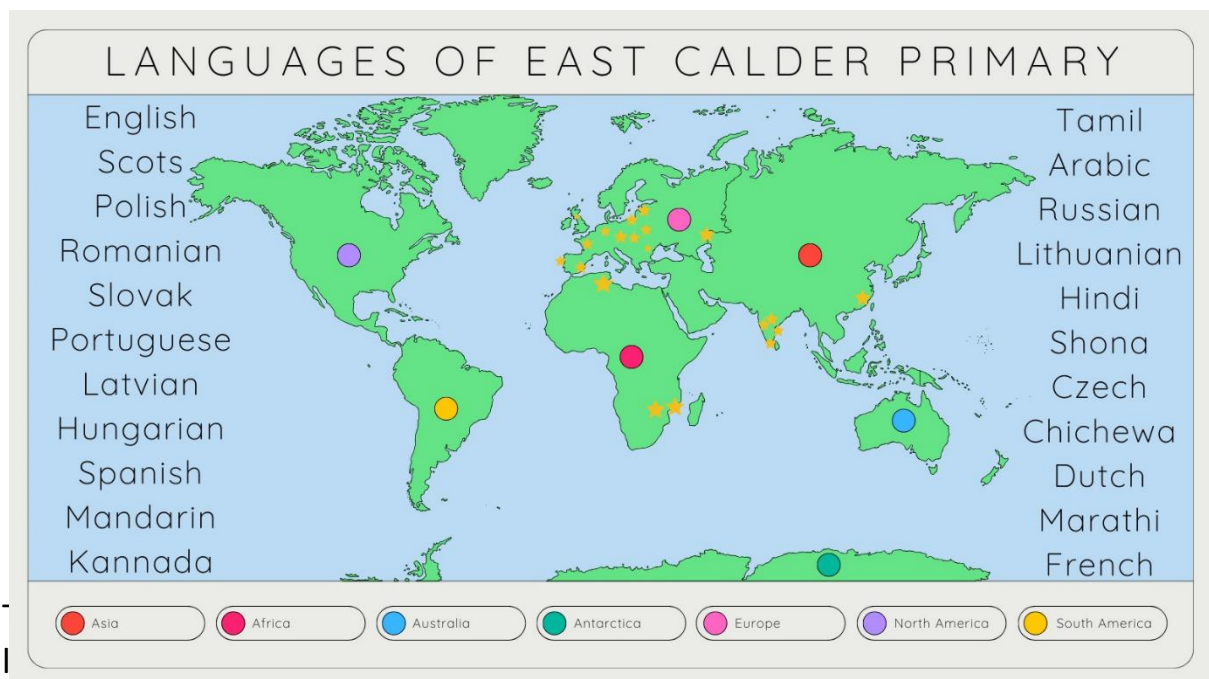 LANGUAGES OF EAST CALDER PRIMARY
English
Scots
Polish
Romanian
Slovak
Portuguese
Latvian
Hungarian
Spanish
Mandarin
Kannada
Tamil
Arabic
Russian
Lithuanian
Hindi
Shona
Czech
Chichewa
Dutch
Marathi
French
Asia
Africa
Australia
Antarctica
Europe
North America
South America